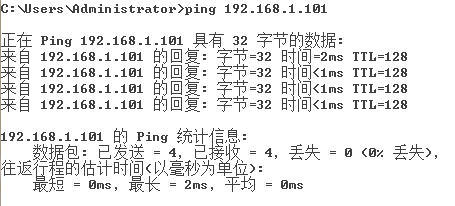 C:\Users\Administrator>ping 192.168.1.101
正在 Ping 192.168.1.101 具有 32 字节的数据:
来自 192.168.1.101 的回复: 字节=32 时间=2ms TTL=128
来自 192.168.1.101 的回复: 字节=32 时间<1ms TTL=128
来自 192.168.1.101 的回复: 字节=32 时间<1ms TTL=128
来自 192.168.1.101 的回复: 字节=32 时间<1ms TTL=128
192.168.1.101 的 Ping 统计信息:
数据包: 已发送 = 4, 已接收 = 4, 丢失 = 0 (0% 丢失),
往返行程的估计时间(以毫秒为单位):
最短 = 0ms, 最长 = 2ms, 平均 = 0ms